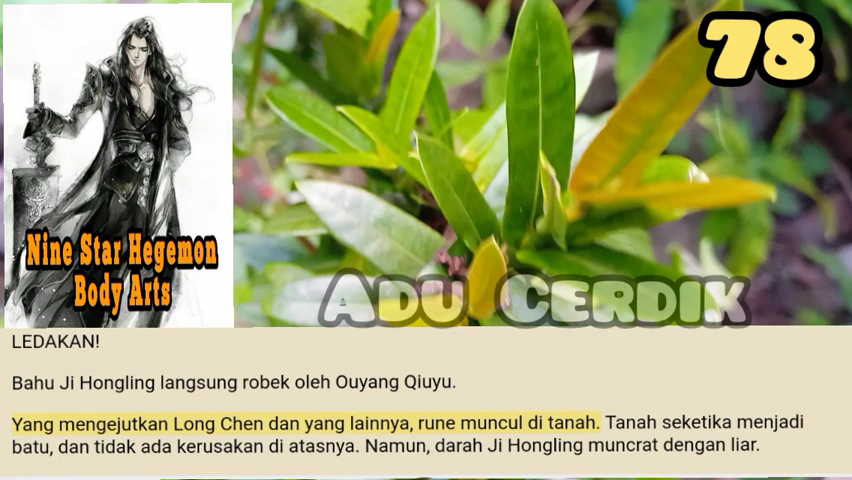 78
Nine Star Hegemon
Body Arts
Adu Cerdik
LEDAKAN!
Bahu Ji Hongling langsung robek oleh Ouyang Qiuyu.
Yang mengejutkan Long Chen dan yang lainnya, rune muncul di tanah. Tanah seketika menjadi
batu, dan tidak ada kerusakan di atasnya. Namun, darah Ji Hongling muncrat dengan liar.